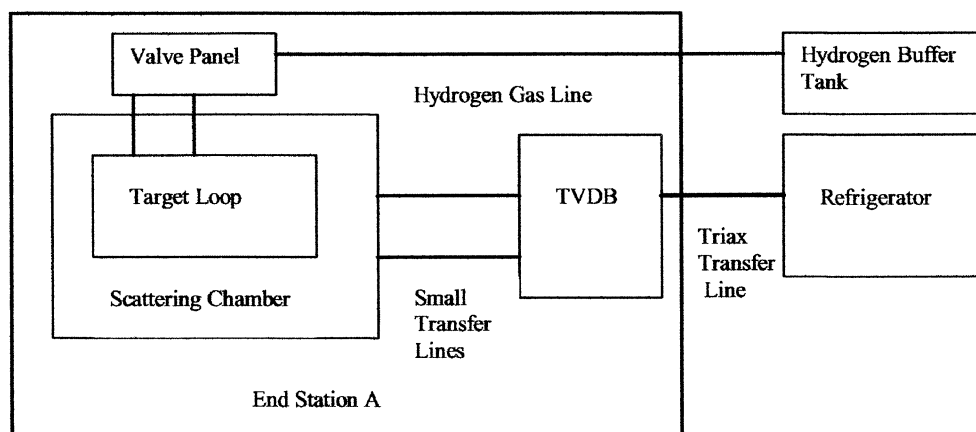 Valve Panel
Hydrogen Buffer
Tank
Hydrogen Gas Line
Target Loop
TVDB
Refrigerator
Triax
Transfer
Line
Scattering Chamber
Small
Transfer
Lines
End Station A